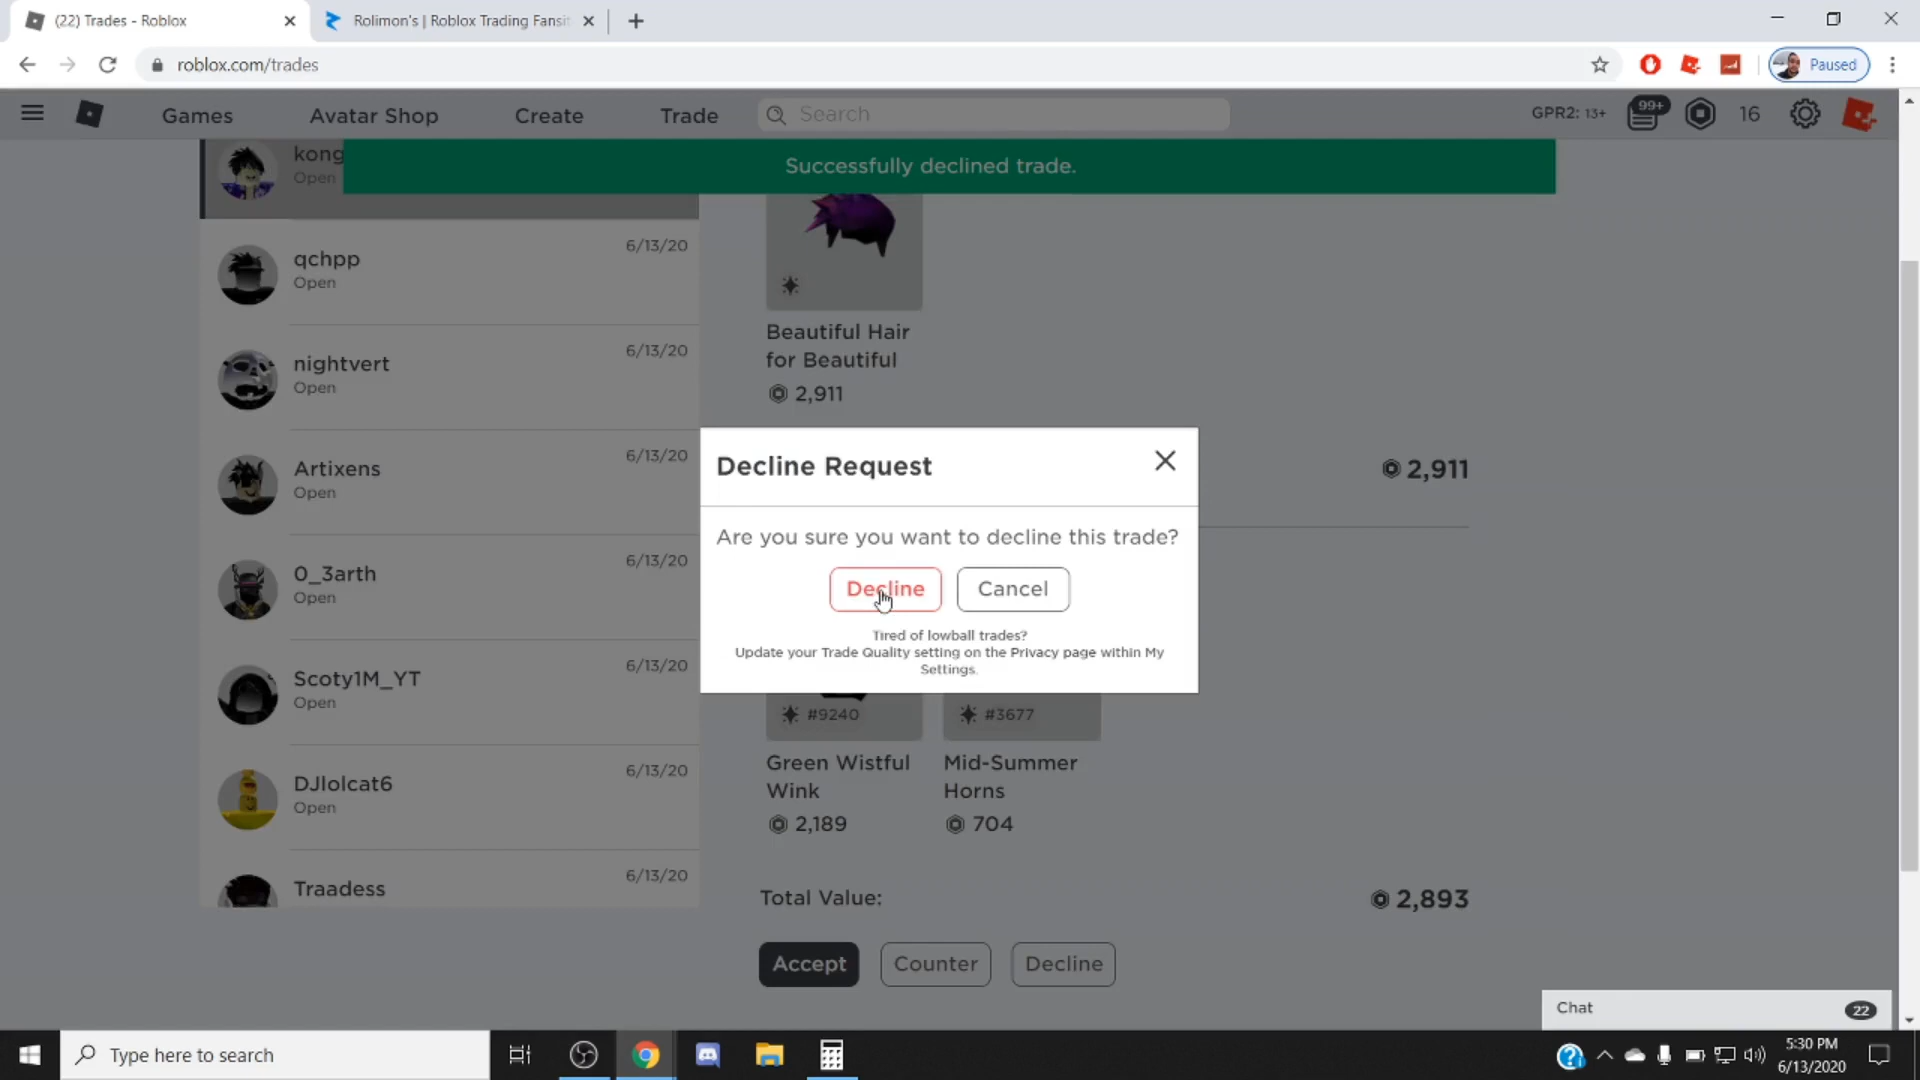 (22) Trades - Roblox
Rolimon's | Roblox Trading Fansit
roblox.com/trades
Paused
Games
Avatar Shop
Create
Trade
Search
GPR2: 13+
99+
16
Successfully declined trade.
kong
Open
qchpp
Open
6/13/20
nightvert
Open
6/13/20
Artixens
Open
6/13/20
0_3arth
Open
6/13/20
Scoty1M_YT
Open
6/13/20
DJlolcat6
Open
6/13/20
Traadess
6/13/20
Beautiful Hair
for Beautiful
2,911
2,911
Decline Request
Are you sure you want to decline this trade?
Decline
Cancel
Tired of lowball trades?
Update your Trade Quality setting on the Privacy page within My
Settings.
#9240
#3677
Green Wistful
Wink
2,189
Mid-Summer
Horns
704
Total Value:
2,893
Accept
Counter
Decline
Chat
22
Type here to search
5:30 PM
6/13/2020